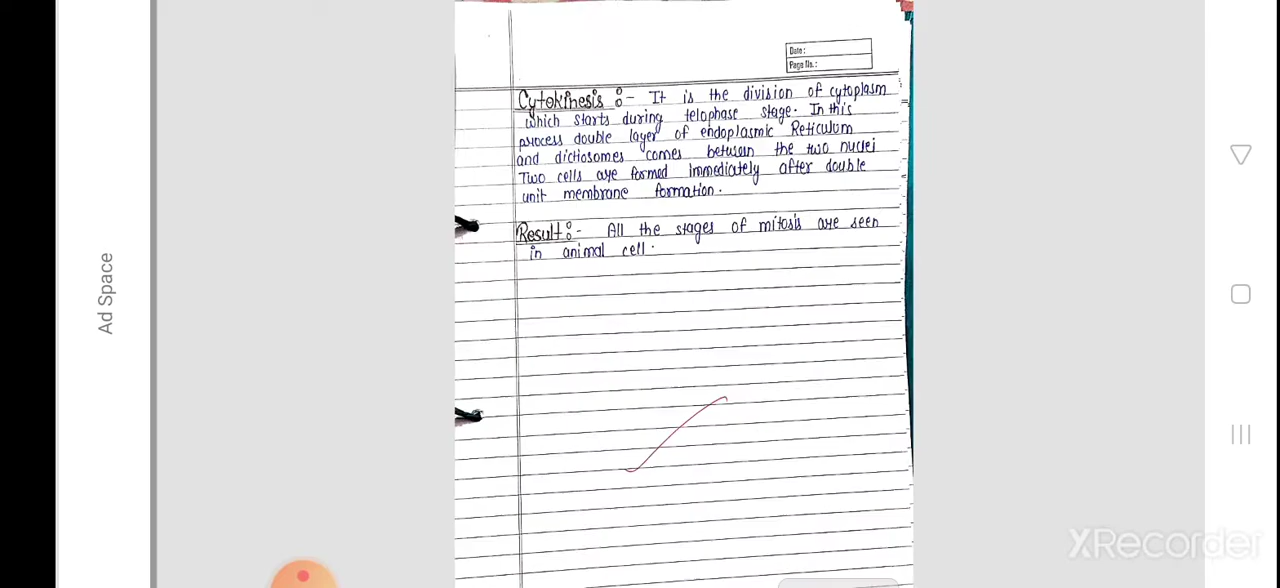 Date:
Page No.:
Cytokinesis :- It is the division of cytoplasm
which starts during telophase stage. In this
process double layer of endoplasmic Reticulum
and dictiosomes comes between the two nuclei
Two cells are formed immediately after double
unit membrane formation.
Result :- All the stages of mitosis are seen
in animal cell.
Ad Space
XRecorder